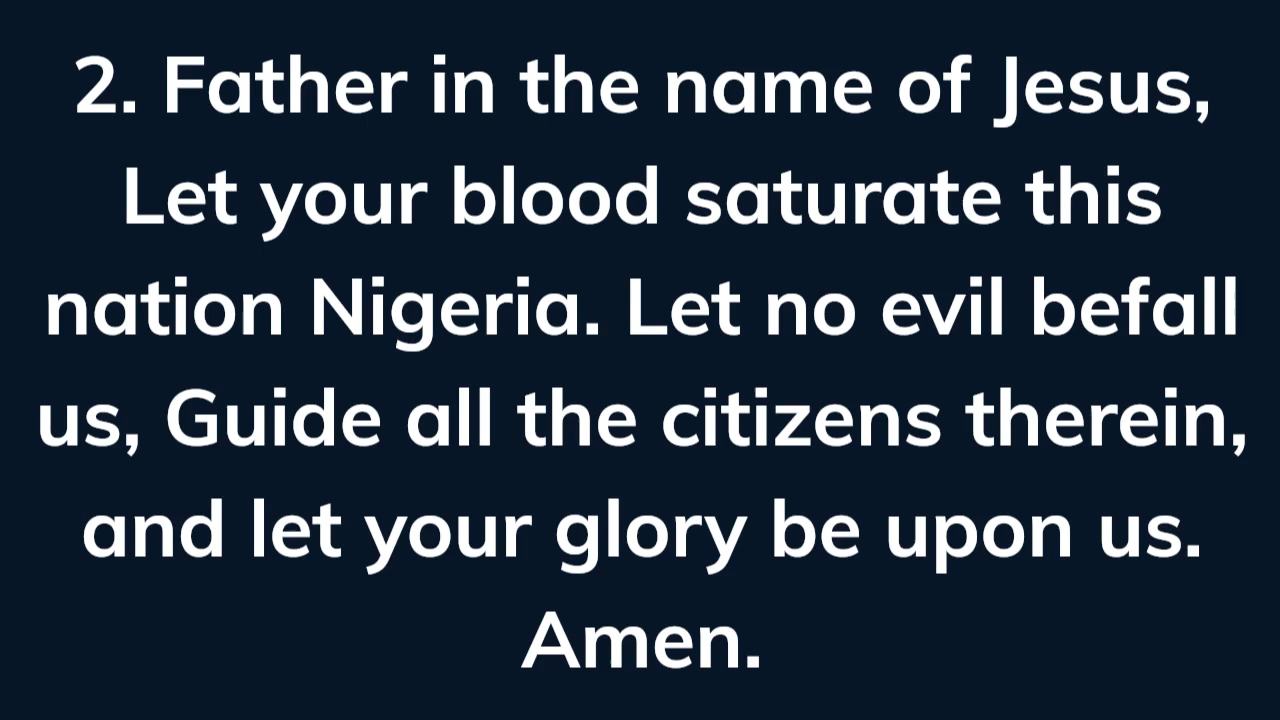 2. Father in the name of Jesus,
Let your blood saturate this
nation Nigeria. Let no evil befall
us, Guide all the citizens therein,
and let your glory be upon us.
Amen.